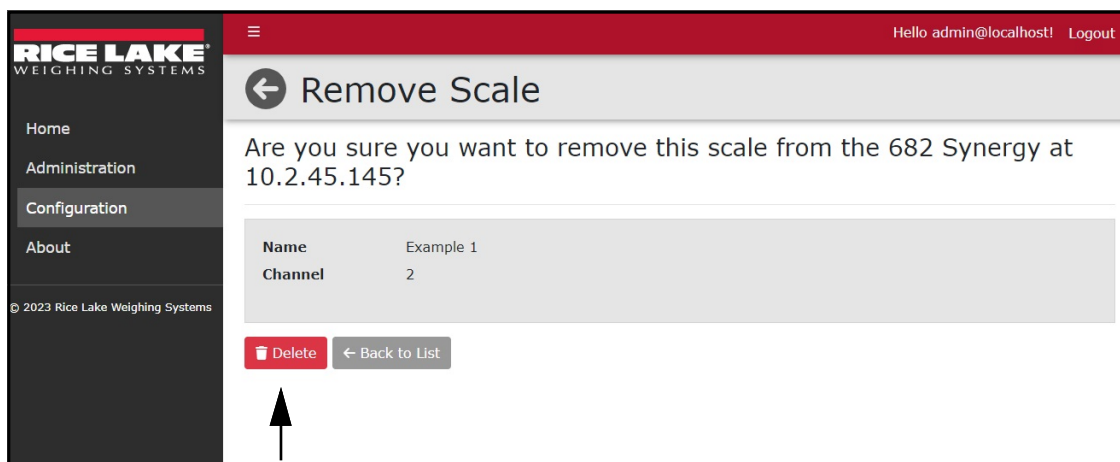 RICE LAKE®
WEIGHING SYSTEMS
Home
Administration
Configuration
About
© 2023 Rice Lake Weighing Systems
Hello admin@localhost! Logout
Remove Scale
Are you sure you want to remove this scale from the 682 Synergy at
10.2.45.145?
Name Example 1
Channel 2
Delete ← Back to List